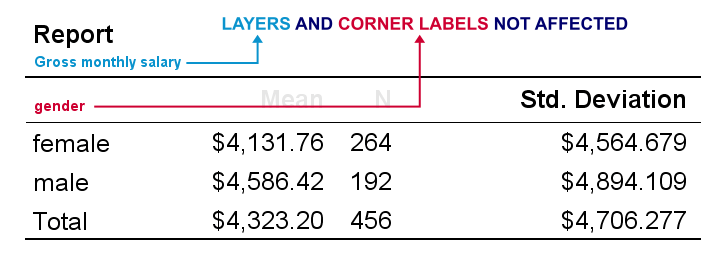 LAYERS AND CORNER LABELS NOT AFFECTED
Report
Gross monthly salary
gender Mean N Std. Deviation
female $4,131.76 264 $4,564.679
male $4,586.42 192 $4,894.109
Total $4,323.20 456 $4,706.277